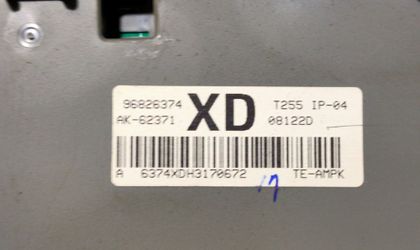 96826374 XD T255 IP-04
AK-62371 08122D
A 6374XDH3170672 TE-AMPK